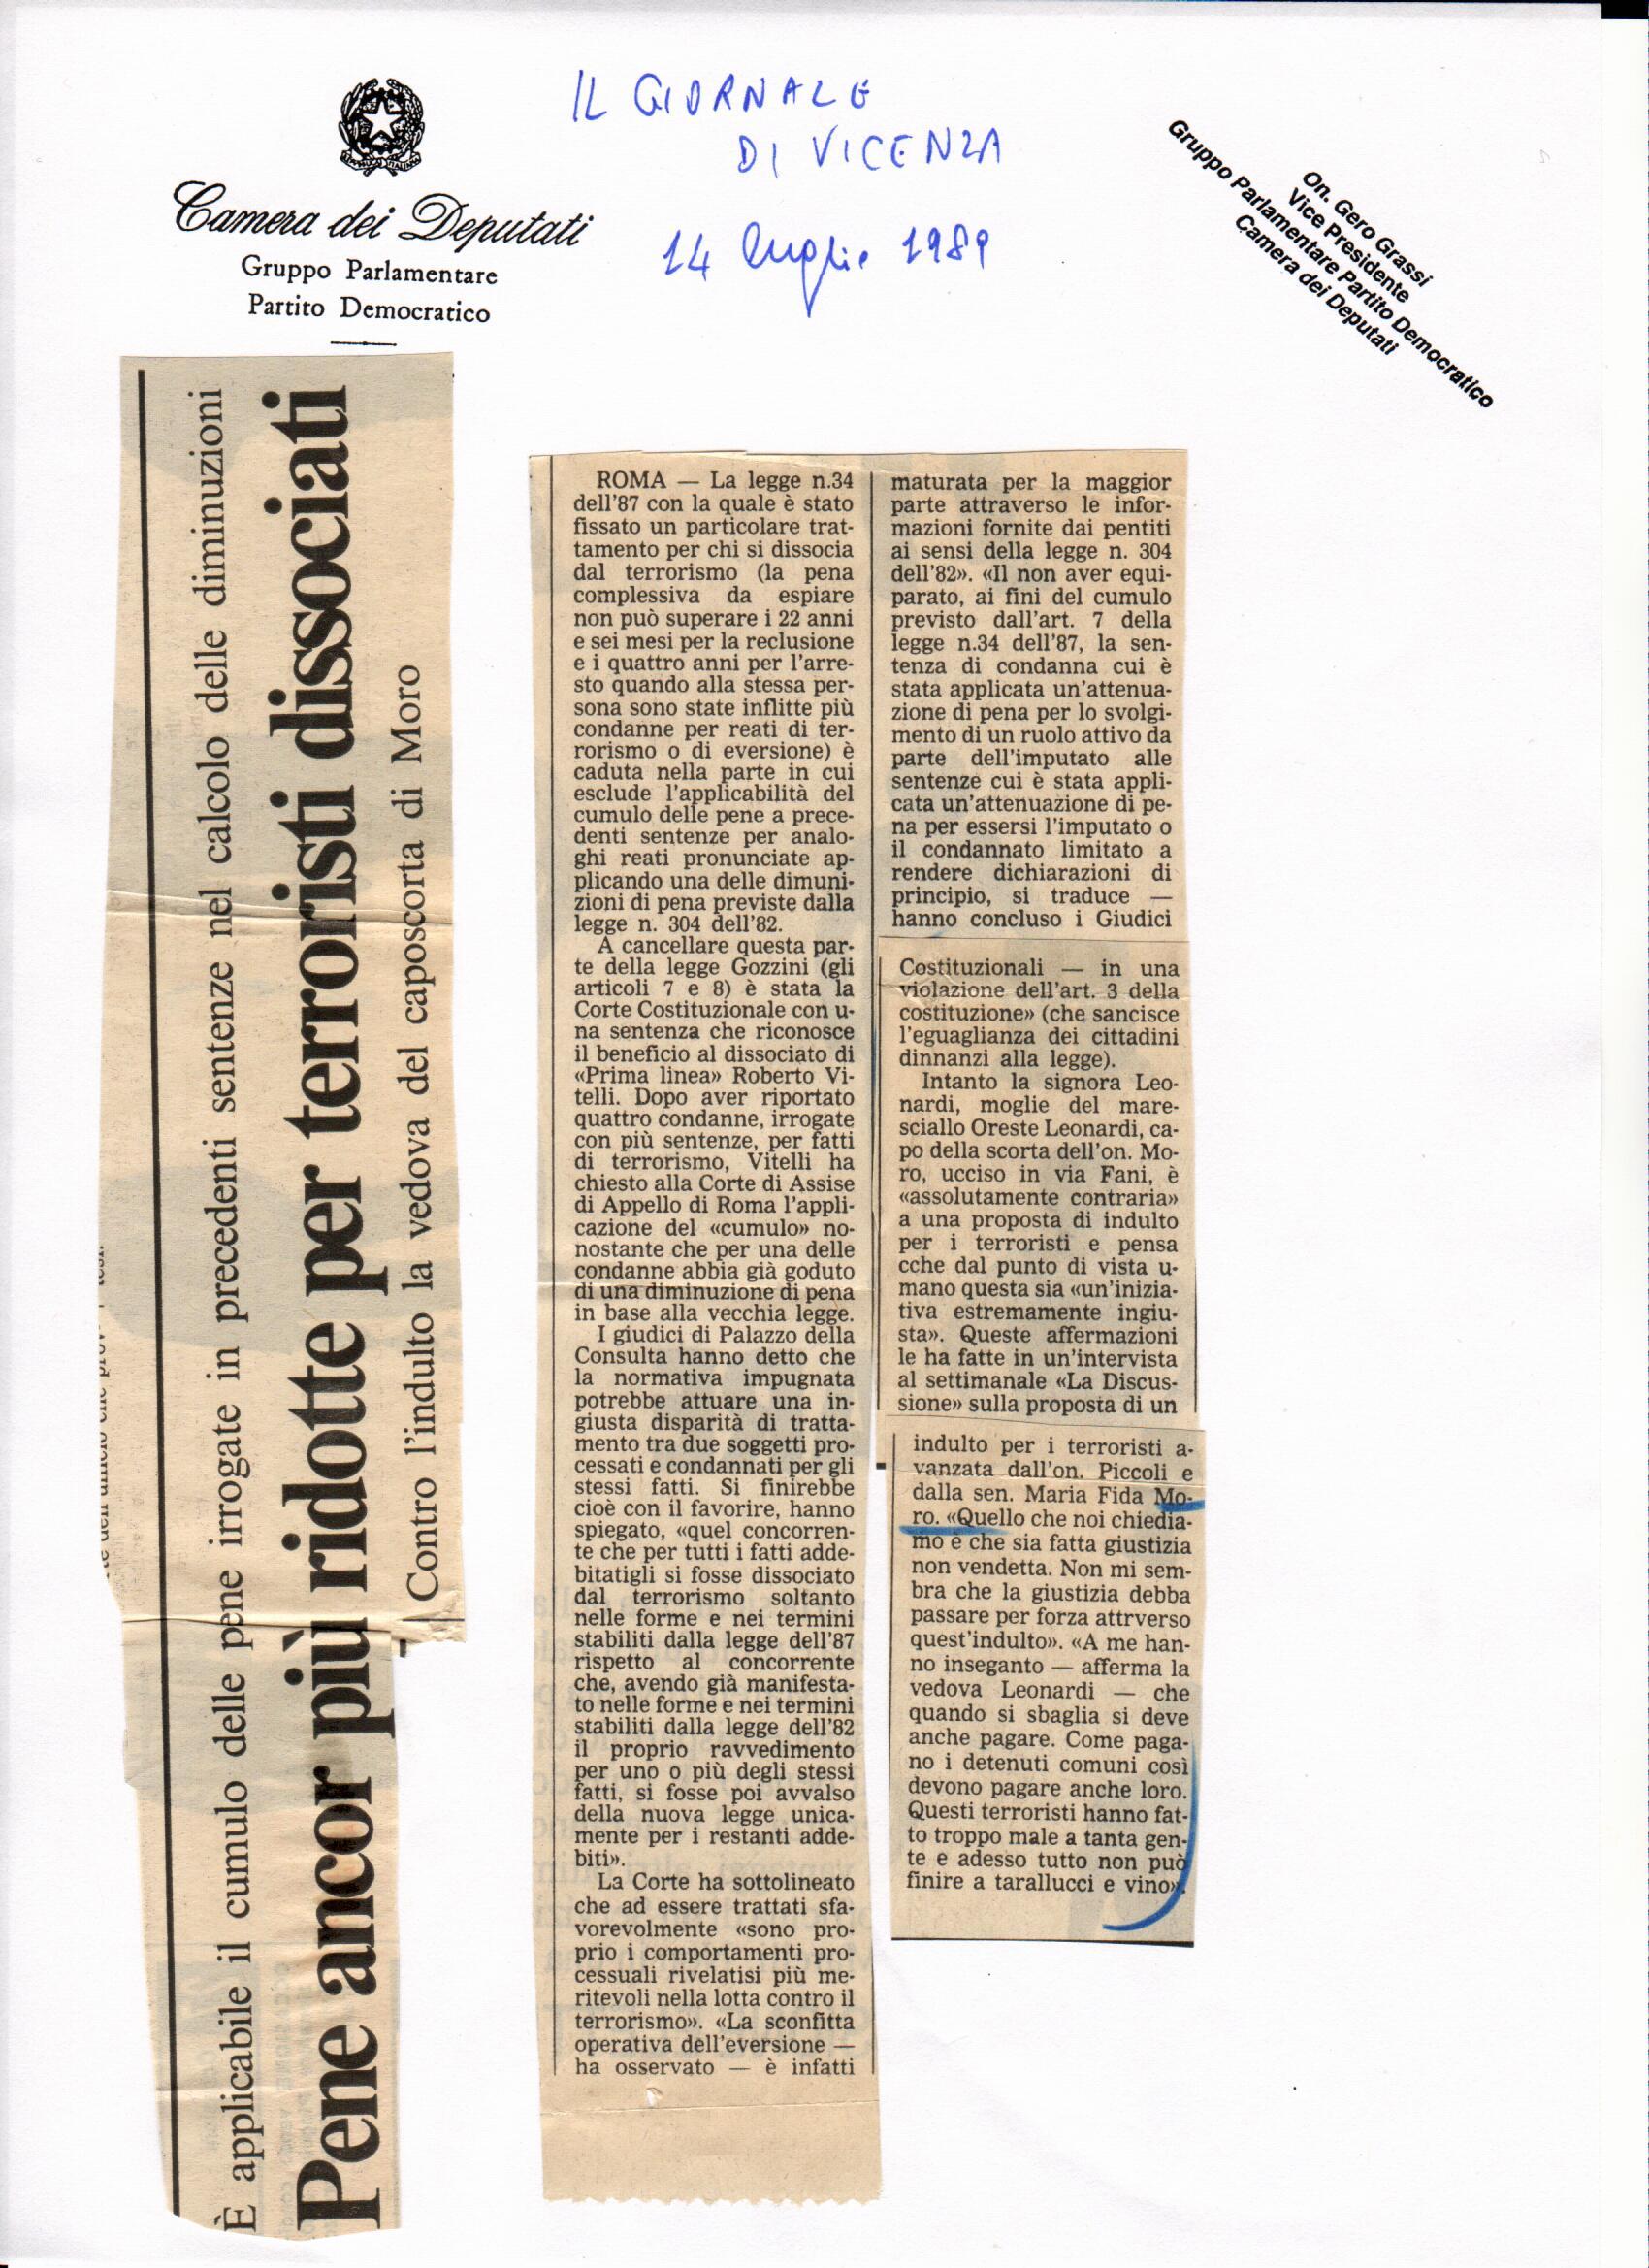 IL GIORNALE
DI VICENZA
14 luglio 1989
Camera dei Deputati
Gruppo Parlamentare
Partito Democratico
On. Gero Grassi
Vice Presidente
Gruppo Parlamentare Partito Democratico
Camera dei Deputati
È applicabile il cumulo delle pene irrogate in precedenti sentenze nel calcolo delle diminuzioni
Pene ancor più ridotte per terroristi dissociati
Contro l'indulto la vedova del caposcorta di Moro
ROMA — La legge n.34
dell'87 con la quale è stato
fissato un particolare trat-
tamento per chi si dissocia
dal terrorismo (la pena
complessiva da espiare
non può superare i 22 anni
e sei mesi per la reclusione
e i quattro anni per l'arre-
sto quando alla stessa per-
sona sono state inflitte più
condanne per reati di ter-
rorismo o di eversione) è
caduta nella parte in cui
esclude l'applicabilità del
cumulo delle pene a prece-
denti sentenze per analo-
ghi reati pronunciate ap-
plicando una delle dimuni-
zioni di pena previste dalla
legge n. 304 dell'82.
A cancellare questa par-
te della legge Gozzini (gli
articoli 7 e 8) è stata la
Corte Costituzionale con u-
na sentenza che riconosce
il beneficio al dissociato di
«Prima linea» Roberto Vi-
telli. Dopo aver riportato
quattro condanne, irrogate
con più sentenze, per fatti
di terrorismo, Vitelli ha
chiesto alla Corte di Assise
di Appello di Roma l'appli-
cazione del «cumulo» no-
nostante che per una delle
condanne abbia già goduto
di una diminuzione di pena
in base alla vecchia legge.
I giudici di Palazzo della
Consulta hanno detto che
la normativa impugnata
potrebbe attuare una in-
giusta disparità di tratta-
mento tra due soggetti pro-
cessati e condannati per gli
stessi fatti. Si finirebbe
cioè con il favorire, hanno
spiegato, «quel concorren-
te che per tutti i fatti adde-
bitatigli si fosse dissociato
dal terrorismo soltanto
nelle forme e nei termini
stabiliti dalla legge dell'87
rispetto al concorrente
che, avendo già manifesta-
to nelle forme e nei termini
stabiliti dalla legge dell'82
il proprio ravvedimento
per uno o più degli stessi
fatti, si fosse poi avvalso
della nuova legge unica-
mente per i restanti adde-
biti».
La Corte ha sottolineato
che ad essere trattati sfa-
vorevolmente «sono pro-
prio i comportamenti pro-
cessuali rivelatisi più me-
ritevoli nella lotta contro il
terrorismo». «La sconfitta
operativa dell'eversione —
ha osservato — è infatti
maturata per la maggior
parte attraverso le infor-
mazioni fornite dai pentiti
ai sensi della legge n. 304
dell'82». «Il non aver equi-
parato, ai fini del cumulo
previsto dall'art. 7 della
legge n.34 dell'87, la sen-
tenza di condanna cui è
stata applicata un'attenua-
zione di pena per lo svolgi-
mento di un ruolo attivo da
parte dell'imputato alle
sentenze cui è stata appli-
cata un'attenuazione di pe-
na per essersi l'imputato o
il condannato limitato a
rendere dichiarazioni di
principio, si traduce —
hanno concluso i Giudici
Costituzionali — in una
violazione dell'art. 3 della
costituzione» (che sancisce
l'eguaglianza dei cittadini
dinnanzi alla legge).
Intanto la signora Leo-
nardi, moglie del mare-
sciallo Oreste Leonardi, ca-
po della scorta dell'on. Mo-
ro, ucciso in via Fani, è
«assolutamente contraria»
a una proposta di indulto
per i terroristi e pensa
cche dal punto di vista u-
mano questa sia «un'inizia-
tiva estremamente ingiu-
sta». Queste affermazioni
le ha fatte in un'intervista
al settimanale «La Discus-
sione» sulla proposta di un
indulto per i terroristi a-
vanzata dall'on. Piccoli e
dalla sen. Maria Fida Mo-
ro. «Quello che noi chiedia-
mo è che sia fatta giustizia
non vendetta. Non mi sem-
bra che la giustizia debba
passare per forza attrverso
quest'indulto». «A me han-
no inseganto — afferma la
vedova Leonardi — che
quando si sbaglia si deve
anche pagare. Come paga-
no i detenuti comuni così
devono pagare anche loro.
Questi terroristi hanno fat-
to troppo male a tanta gen-
te e adesso tutto non può
finire a tarallucci e vino».